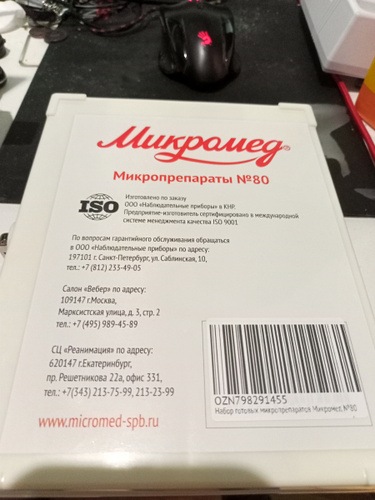 Микромед®
Микропрепараты №80
ISO
Изготовлено по заказу
ООО «Наблюдательные приборы» в КНР.
Предприятие-изготовитель сертифицировано в международной
системе менеджмента качества ISO 9001
По вопросам гарантийного обслуживания обращаться
в ООО «Наблюдательные приборы» по адресу:
197101 г. Санкт-Петербург, ул. Саблинская, 10,
тел.: +7 (812) 233-49-05
Салон «Вебер» по адресу:
109147 г.Москва,
Марксистская улица, д. 3, стр. 2
тел.: +7 (495) 989-45-89
СЦ «Реанимация» по адресу:
620147 г.Екатеринбург,
пр. Решетникова 22а, офис 331,
тел.: +7(343) 213-75-99, 213-23-99
www.micromed-spb.ru
OZN798291455
Набор готовых микропрепаратов Микромед №80